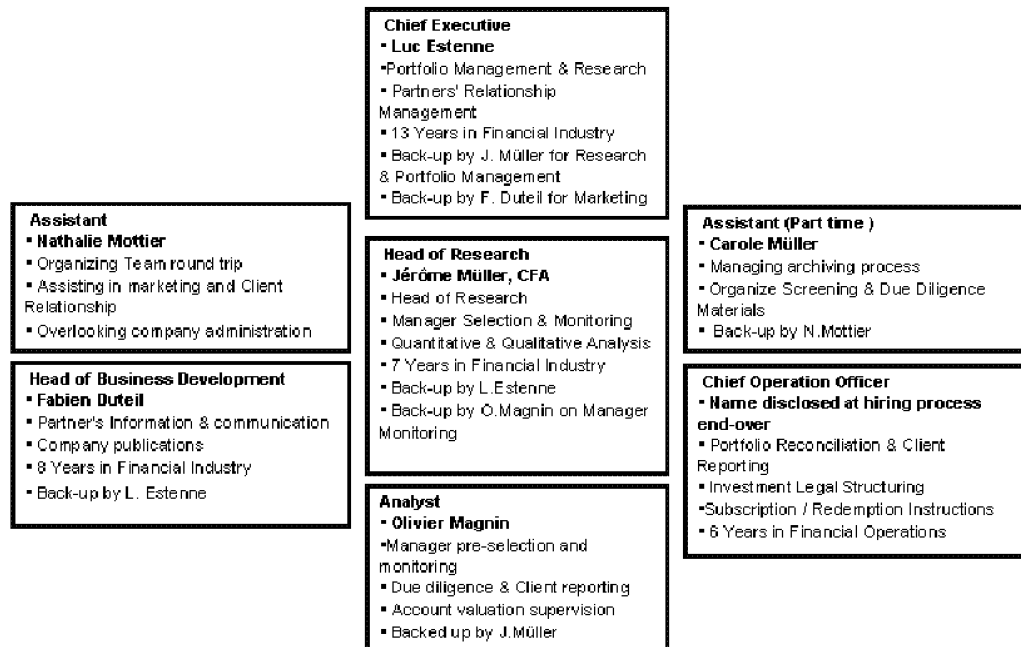 Chief Executive
▪ Luc Estenne
▪Portfolio Management & Research
▪ Partners' Relationship
Management
▪ 13 Years in Financial Industry
▪ Back-up by J. Müller for Research
& Portfolio Management
▪ Back-up by F. Duteil for Marketing
Assistant
▪ Nathalie Mottier
▪ Organizing Team round trip
▪ Assisting in marketing and Client
Relationship
▪ Overlooking company administration
Head of Research
▪ Jérôme Müller, CFA
▪ Head of Research
▪ Manager Selection & Monitoring
▪ Quantitative & Qualitative Analysis
▪ 7 Years in Financial Industry
▪ Back-up by L.Estenne
▪ Back-up by O.Magnin on Manager
Monitoring
Assistant (Part time )
▪ Carole Müller
▪ Managing archiving process
▪ Organize Screening & Due Diligence
Materials
▪ Back-up by N.Mottier
Head of Business Development
▪ Fabien Duteil
▪ Partner's Information & communication
▪ Company publications
▪ 8 Years in Financial Industry
▪ Back-up by L. Estenne
Chief Operation Officer
▪ Name disclosed at hiring process
end-over
▪ Portfolio Reconciliation & Client
Reporting
▪ Investment Legal Structuring
▪Subscription / Redemption Instructions
▪ 6 Years in Financial Operations
Analyst
▪ Olivier Magnin
▪Manager pre-selection and
monitoring
▪ Due diligence & Client reporting
▪ Account valuation supervision
▪ Backed up by J.Müller